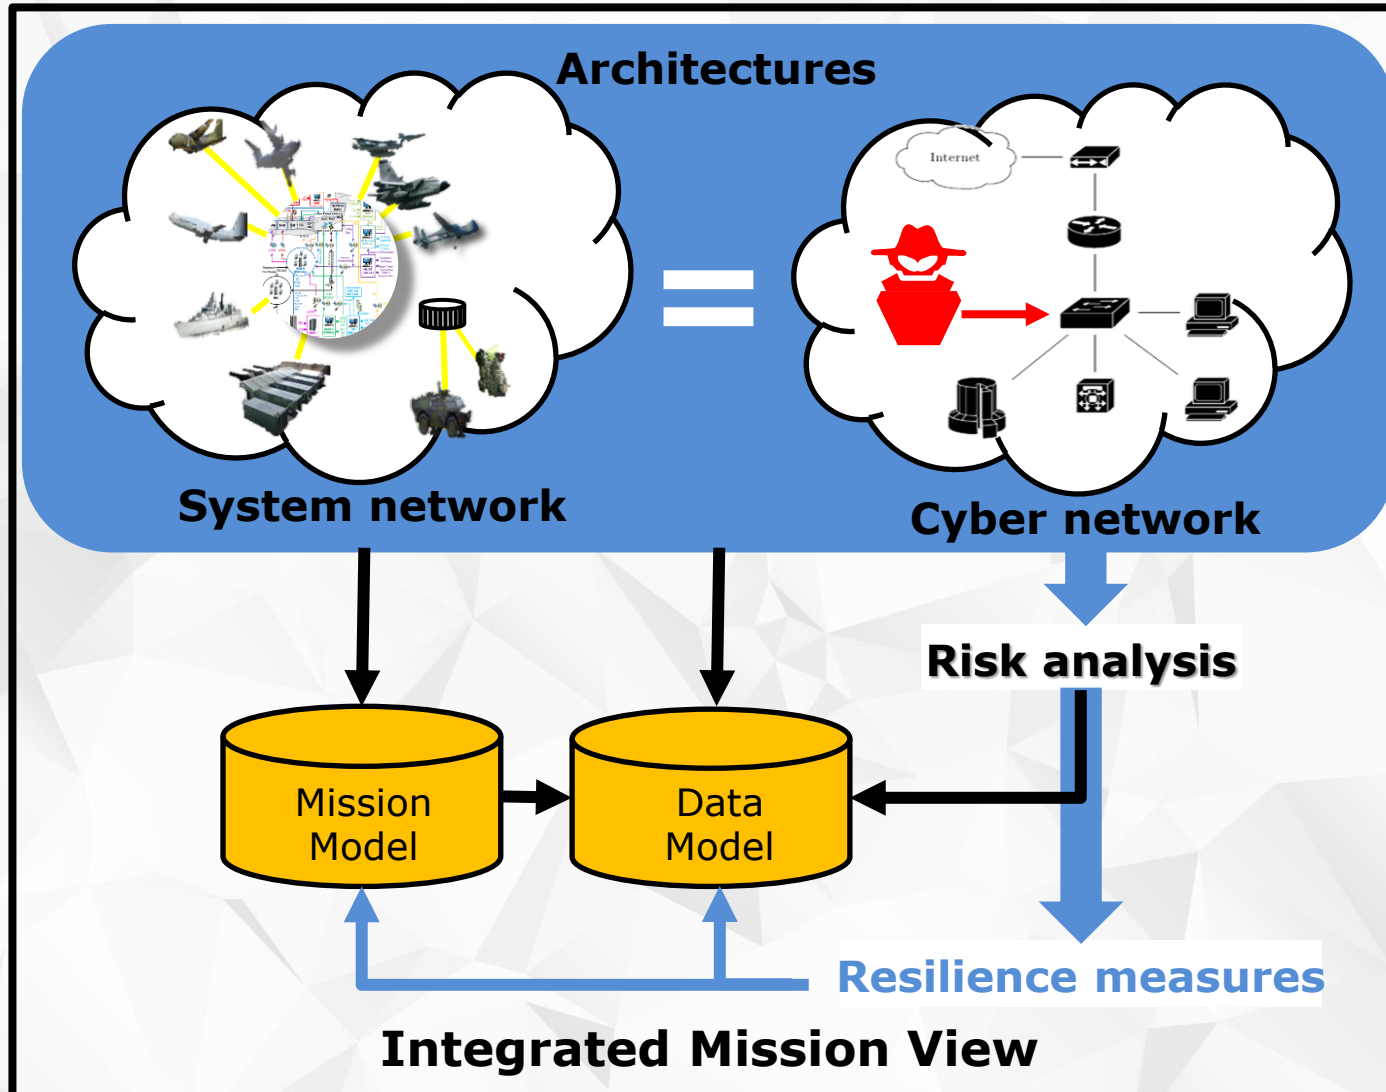 Architectures
Internet
System network
Cyber network
Risk analysis
Mission
Model
Data
Model
Resilience measures
Integrated Mission View